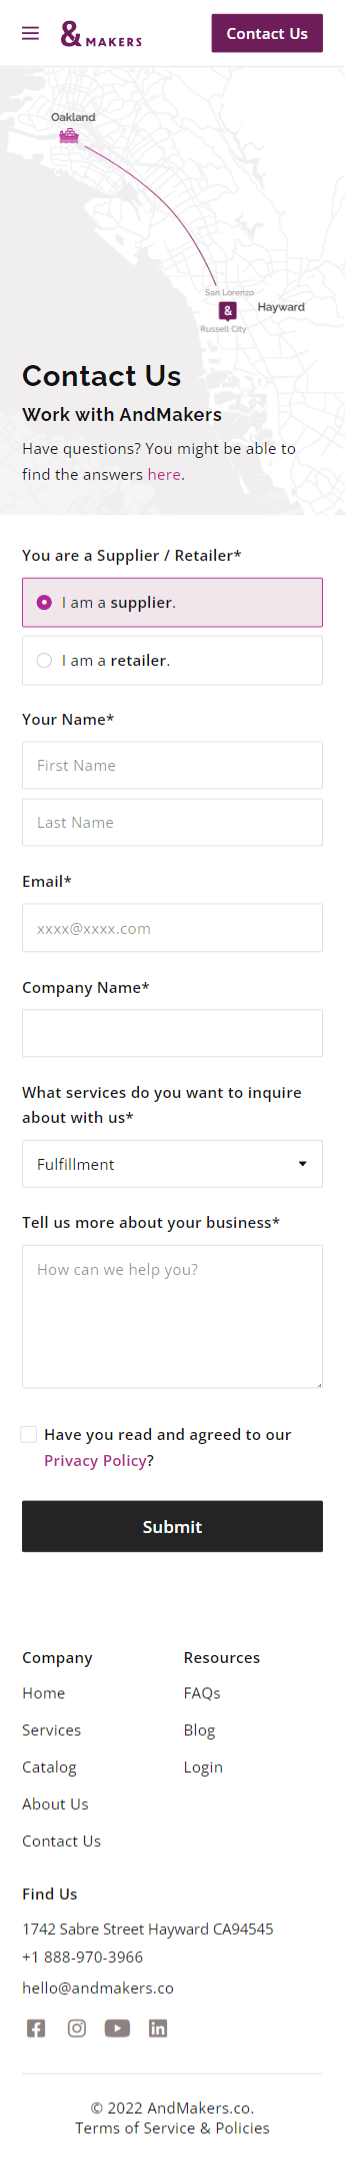 & MAKERS
Contact Us
Oakland
San Lorenzo
&
Hayward
Russell City
Contact Us
Work with AndMakers
Have questions? You might be able to
find the answers here.
You are a Supplier / Retailer*
I am a supplier.
I am a retailer.
Your Name*
First Name
Last Name
Email*
xxxx@xxxx.com
Company Name*
What services do you want to inquire
about with us*
Fulfillment
Tell us more about your business*
How can we help you?
Have you read and agreed to our
Privacy Policy?
Submit
Company
Home
Services
Catalog
About Us
Contact Us
Resources
FAQs
Blog
Login
Find Us
1742 Sabre Street Hayward CA94545
+1 888-970-3966
hello@andmakers.co
© 2022 AndMakers.co.
Terms of Service & Policies